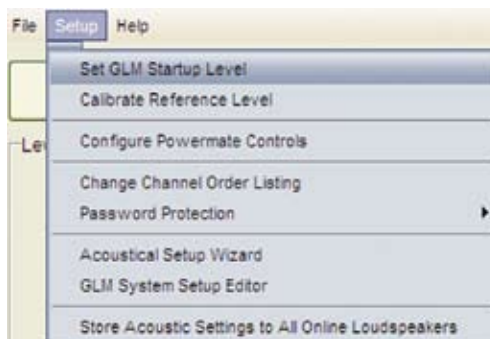 File Setup Help
Set GLM Startup Level
Calibrate Reference Level
Lev
Configure Powermate Controls
Change Channel Order Listing
Password Protection
Acoustical Setup Wizard
GLM System Setup Editor
Store Acoustic Settings to All Online Loudspeakers